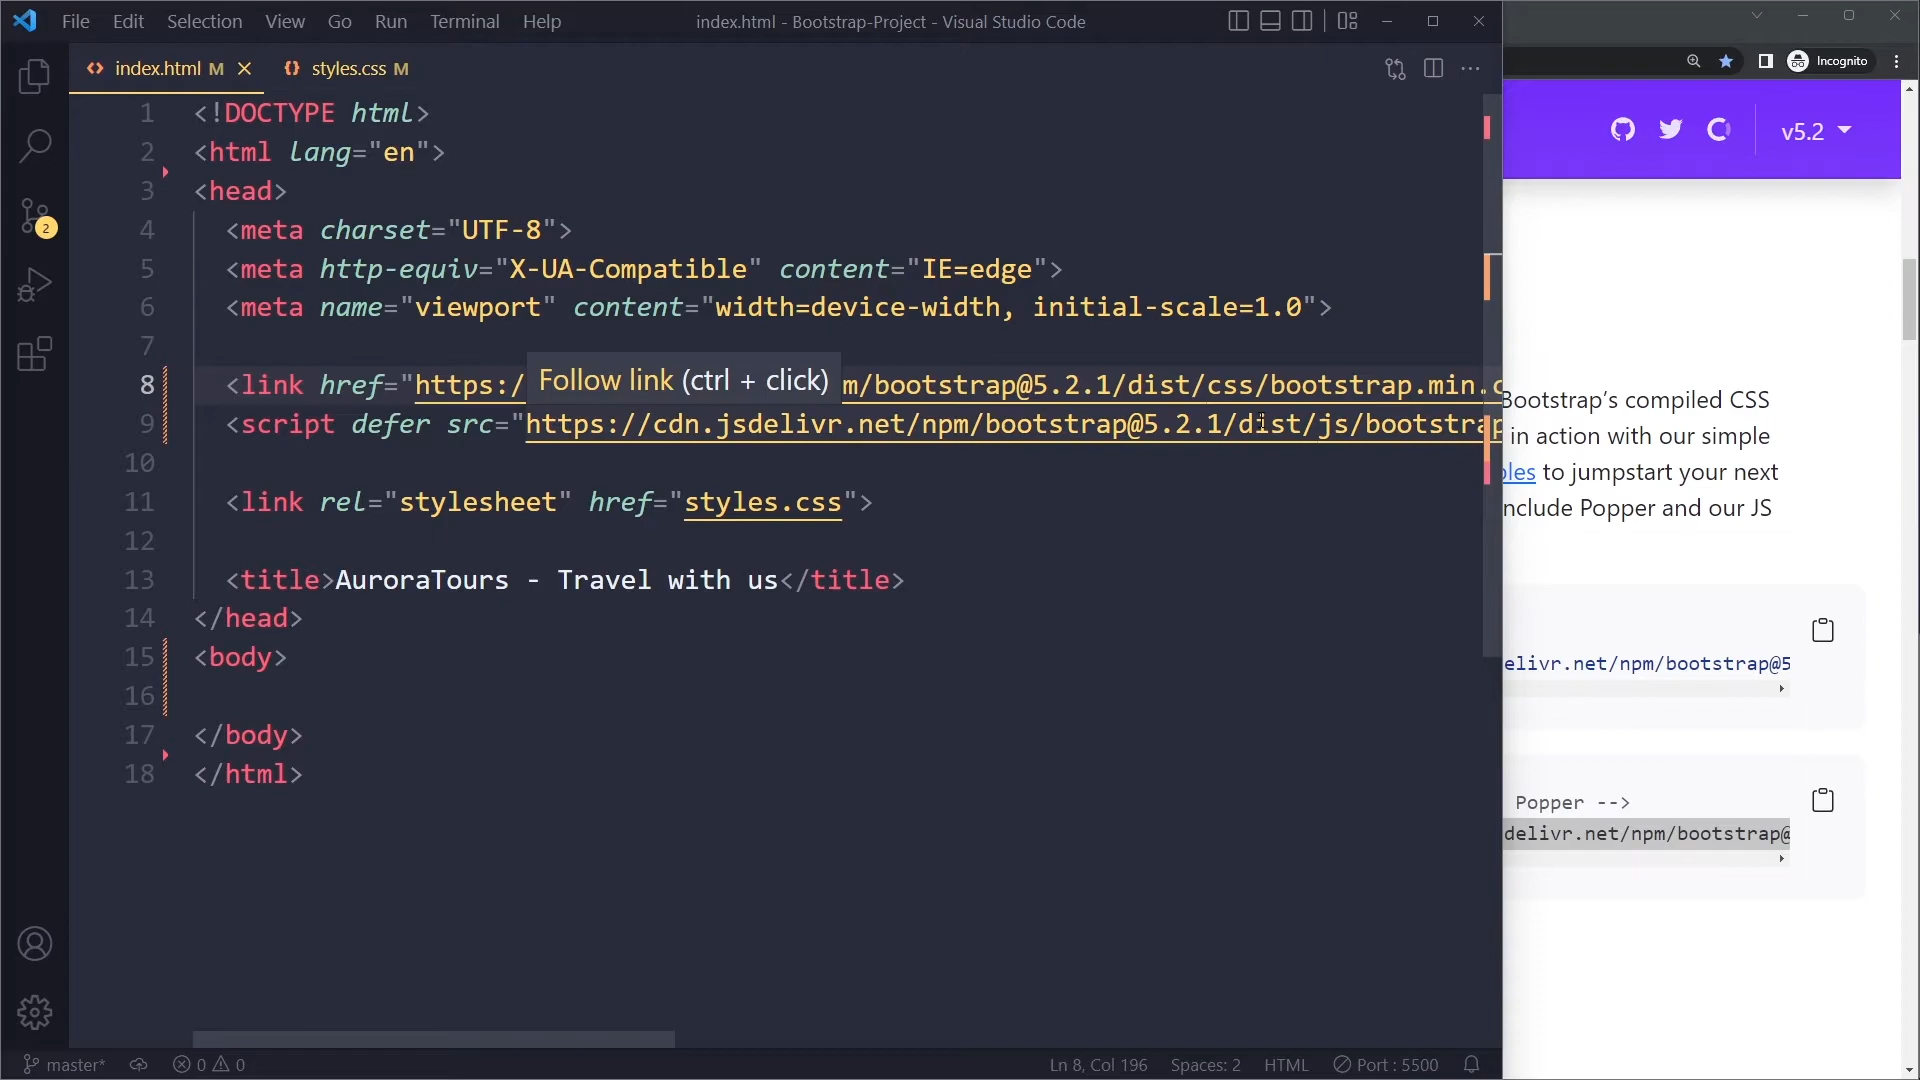 File Edit Selection View Go Run Terminal Help index.html - Bootstrap-Project - Visual Studio Code
index.html M styles.css M
1 <!DOCTYPE html>
2 <html lang="en">
3 <head>
4 <meta charset="UTF-8">
5 <meta http-equiv="X-UA-Compatible" content="IE=edge">
6 <meta name="viewport" content="width=device-width, initial-scale=1.0">
7
Follow link (ctrl + click)
8 <link href="https:/ m/bootstrap@5.2.1/dist/css/bootstrap.min.c
9 <script defer src="https://cdn.jsdelivr.net/npm/bootstrap@5.2.1/dist/js/bootstrap
10
11 <link rel="stylesheet" href="styles.css">
12
13 <title>AuroraTours - Travel with us</title>
14 </head>
15 <body>
16
17 </body>
18 </html>
2
master* 0 0 Ln 8, Col 196 Spaces: 2 HTML Port : 5500
Incognito
v5.2
Bootstrap’s compiled CSS
in action with our simple
ples to jumpstart your next
nclude Popper and our JS
elivr.net/npm/bootstrap@5
Popper -->
delivr.net/npm/bootstrap@